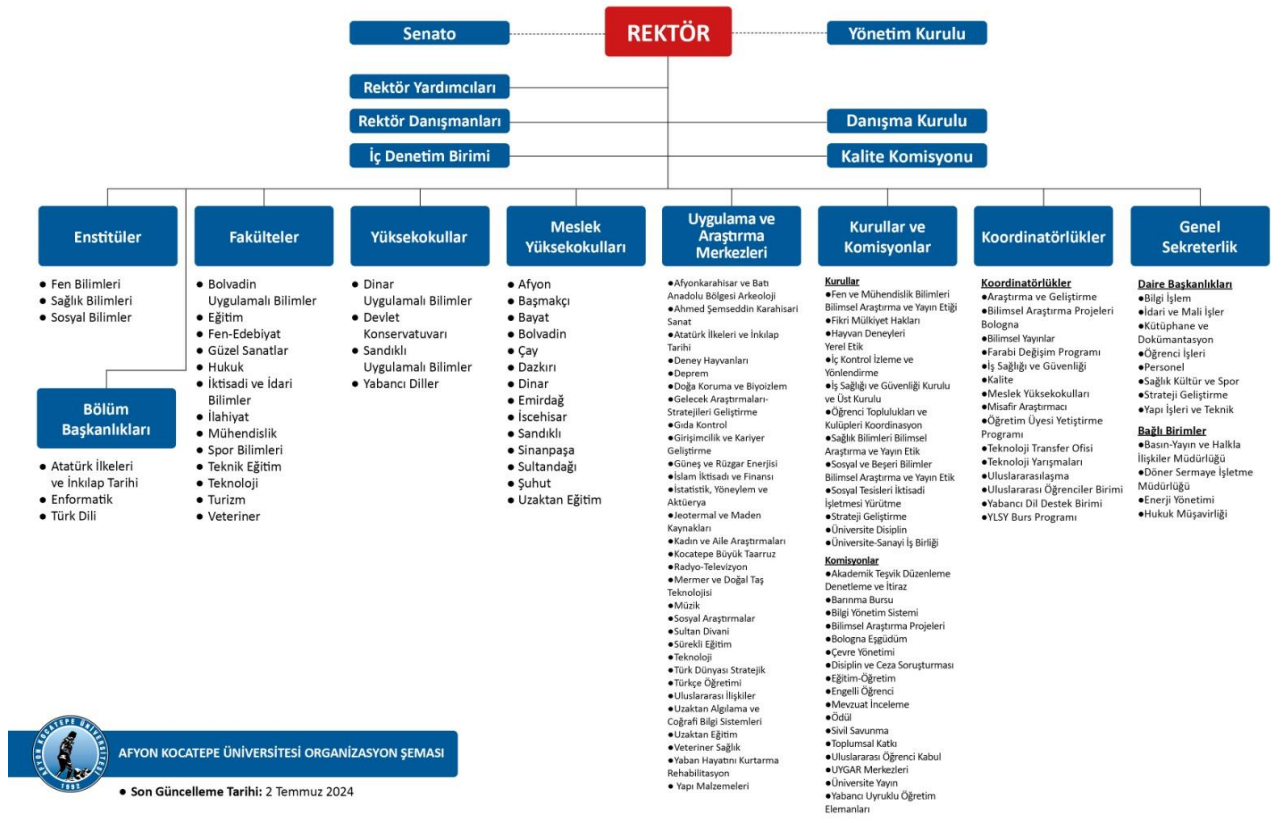 Senato
REKTÖR
Yönetim Kurulu
Rektör Yardımcıları
Rektör Danışmanları
Danışma Kurulu
İç Denetim Birimi
Kalite Komisyonu
Enstitüler
● Fen Bilimleri
● Sağlık Bilimleri
● Sosyal Bilimler
Bölüm
Başkanlıkları
● Atatürk İlkeleri
ve İnkılap Tarihi
● Enformatik
● Türk Dili
Fakülteler
● Bolvadin
Uygulamalı Bilimler
● Eğitim
● Fen-Edebiyat
● Güzel Sanatlar
● Hukuk
● İktisadi ve İdari
Bilimler
● İlahiyat
● Mühendislik
● Spor Bilimleri
● Teknik Eğitim
● Teknoloji
● Turizm
● Veteriner
Yüksekokullar
● Dinar
Uygulamalı Bilimler
● Devlet
Konservatuvarı
● Sandıklı
Uygulamalı Bilimler
● Yabancı Diller
Meslek
Yüksekokulları
● Afyon
● Başmakçı
● Bayat
● Bolvadin
● Çay
● Dazkırı
● Dinar
● Emirdağ
● İscehisar
● Sandıklı
● Sinanpaşa
● Sultandağı
● Şuhut
● Uzaktan Eğitim
Uygulama ve
Araştırma
Merkezleri
●Afyonkarahisar ve Batı
Anadolu Bölgesi Arkeoloji
●Ahmed Şemseddin Karahisari
Sanat
●Atatürk İlkeleri ve İnkılap
Tarihi
●Deney Hayvanları
●Deprem
●Doğa Koruma ve Biyoizlem
●Gelecek Araştırmaları-
Stratejileri Geliştirme
●Gıda Kontrol
●Girişimcilik ve Kariyer
Geliştirme
●Güneş ve Rüzgar Enerjisi
●İslam İktisadı ve Finansı
●İstatistik, Yöneylem ve
Aktüerya
●Jeotermal ve Maden
Kaynakları
●Kadın ve Aile Araştırmaları
●Kocatepe Büyük Taarruz
●Radyo-Televizyon
●Mermer ve Doğal Taş
Teknolojisi
●Müzik
●Sosyal Araştırmalar
●Sultan Divani
●Sürekli Eğitim
●Teknoloji
●Türk Dünyası Stratejik
●Türkçe Öğretimi
●Uluslararası İlişkiler
●Uzaktan Algılama ve
Coğrafi Bilgi Sistemleri
●Uzaktan Eğitim
●Veteriner Sağlık
●Yaban Hayatını Kurtarma
Rehabilitasyon
● Yapı Malzemeleri
Kurullar ve
Komisyonlar
Kurullar
●Fen ve Mühendislik Bilimleri
Bilimsel Araştırma ve Yayın Etiği
●Fikri Mülkiyet Hakları
●Hayvan Deneyleri
Yerel Etik
●İç Kontrol İzleme ve
Yönlendirme
●İş Sağlığı ve Güvenliği Kurulu
ve Üst Kurulu
●Öğrenci Toplulukları ve
Kulüpleri Koordinasyon
●Sağlık Bilimleri Bilimsel
Araştırma ve Yayın Etik
●Sosyal ve Beşeri Bilimler
Bilimsel Araştırma ve Yayın Etik
●Sosyal Tesisleri İktisadi
İşletmesi Yürütme
●Strateji Geliştirme
●Üniversite Disiplin
●Üniversite-Sanayi İş Birliği
Komisyonlar
●Akademik Teşvik Düzenleme
Denetleme ve İtiraz
●Barınma Bursu
●Bilgi Yönetim Sistemi
●Bilimsel Araştırma Projeleri
●Bologna Eşgüdüm
●Çevre Yönetimi
●Disiplin ve Ceza Soruşturması
●Eğitim-Öğretim
●Engelli Öğrenci
●Mevzuat İnceleme
●Ödül
●Sivil Savunma
●Toplumsal Katkı
●Uluslararası Öğrenci Kabul
●UYGAR Merkezleri
●Üniversite Yayın
●Yabancı Uyruklu Öğretim
Elemanları
Koordinatörlükler
Koordinatörlükler
●Araştırma ve Geliştirme
●Bilimsel Araştırma Projeleri
Bologna
●Bilimsel Yayınlar
●Farabi Değişim Programı
●İş Sağlığı ve Güvenliği
●Kalite
●Meslek Yüksekokulları
●Misafir Araştırmacı
●Öğretim Üyesi Yetiştirme
Programı
●Teknoloji Transfer Ofisi
●Teknoloji Yarışmaları
●Uluslararasılaşma
●Uluslararası Öğrenciler Birimi
●Yabancı Dil Destek Birimi
●YLSY Burs Programı
Genel
Sekreterlik
Daire Başkanlıkları
●Bilgi İşlem
●İdari ve Mali İşler
●Kütüphane ve
Dokümantasyon
●Öğrenci İşleri
●Personel
●Sağlık Kültür ve Spor
●Strateji Geliştirme
●Yapı İşleri ve Teknik
Bağlı Birimler
●Basın-Yayın ve Halkla
İlişkiler Müdürlüğü
●Döner Sermaye İşletme
Müdürlüğü
●Enerji Yönetimi
●Hukuk Müşavirliği
AFYON KOCATEPE ÜNİVERSİTESİ
1992
AFYON KOCATEPE ÜNİVERSİTESİ ORGANİZASYON ŞEMASI
● Son Güncelleme Tarihi: 2 Temmuz 2024